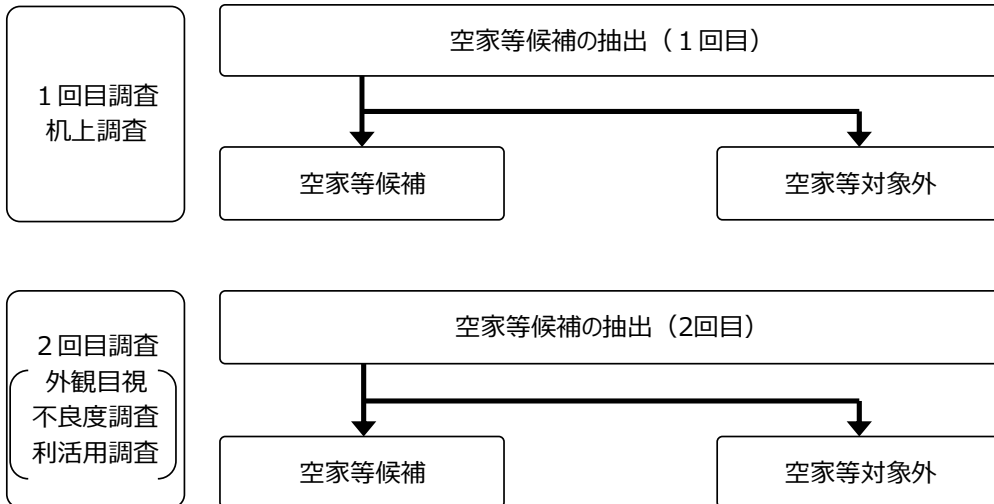 １回目調査
机上調査
空家等候補の抽出（１回目）
空家等候補
空家等対象外
２回目調査
外観目視
不良度調査
利活用調査
空家等候補の抽出（2回目）
空家等候補
空家等対象外